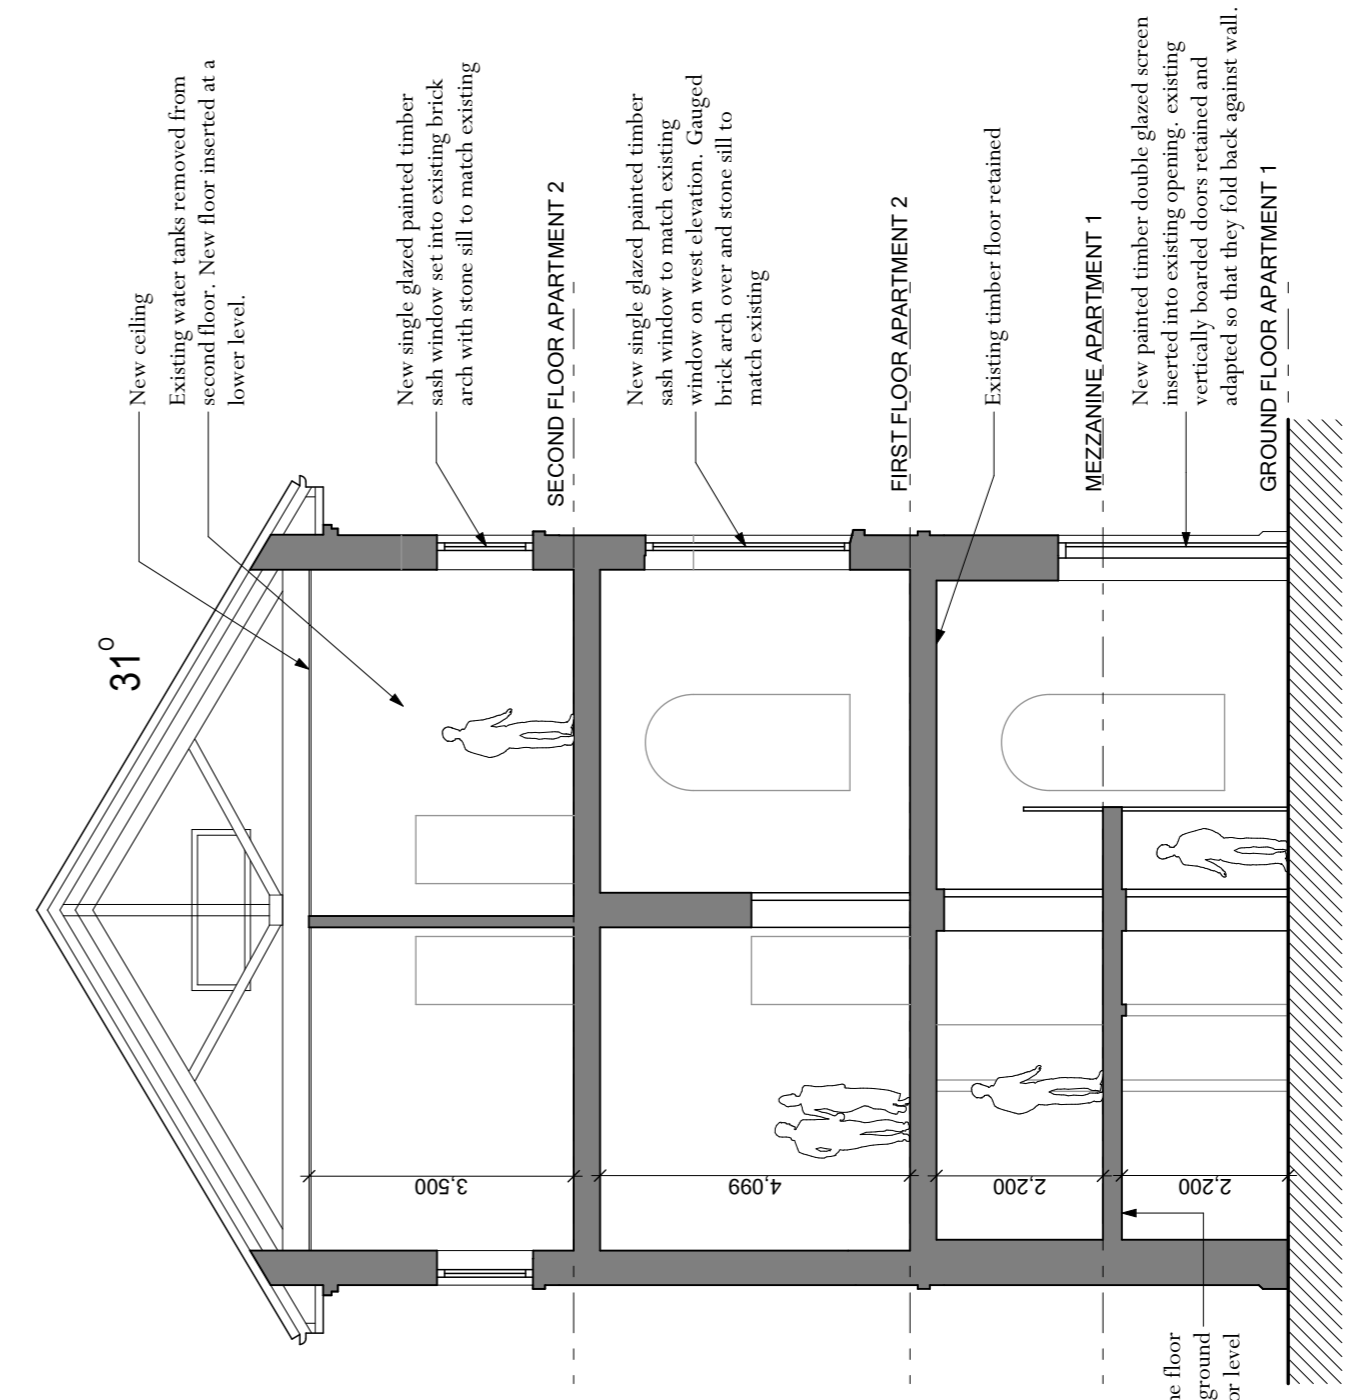 31°
New ceiling
Existing water tanks removed from
second floor. New floor inserted at a
lower level.
New single glazed painted timber
sash window set into existing brick
arch with stone sill to match existing
SECOND FLOOR APARTMENT 2
New single glazed painted timber
sash window to match existing
window on west elevation. Gauged
brick arch over and stone sill to
match existing
FIRST FLOOR APARTMENT 2
Existing timber floor retained
MEZZANINE APARTMENT 1
New painted timber double glazed screen
inserted into existing opening. existing
vertically boarded doors retained and
adapted so that they fold back against wall.
GROUND FLOOR APARTMENT 1
3,500
4,099
2,200
2,200
floor
ground
level